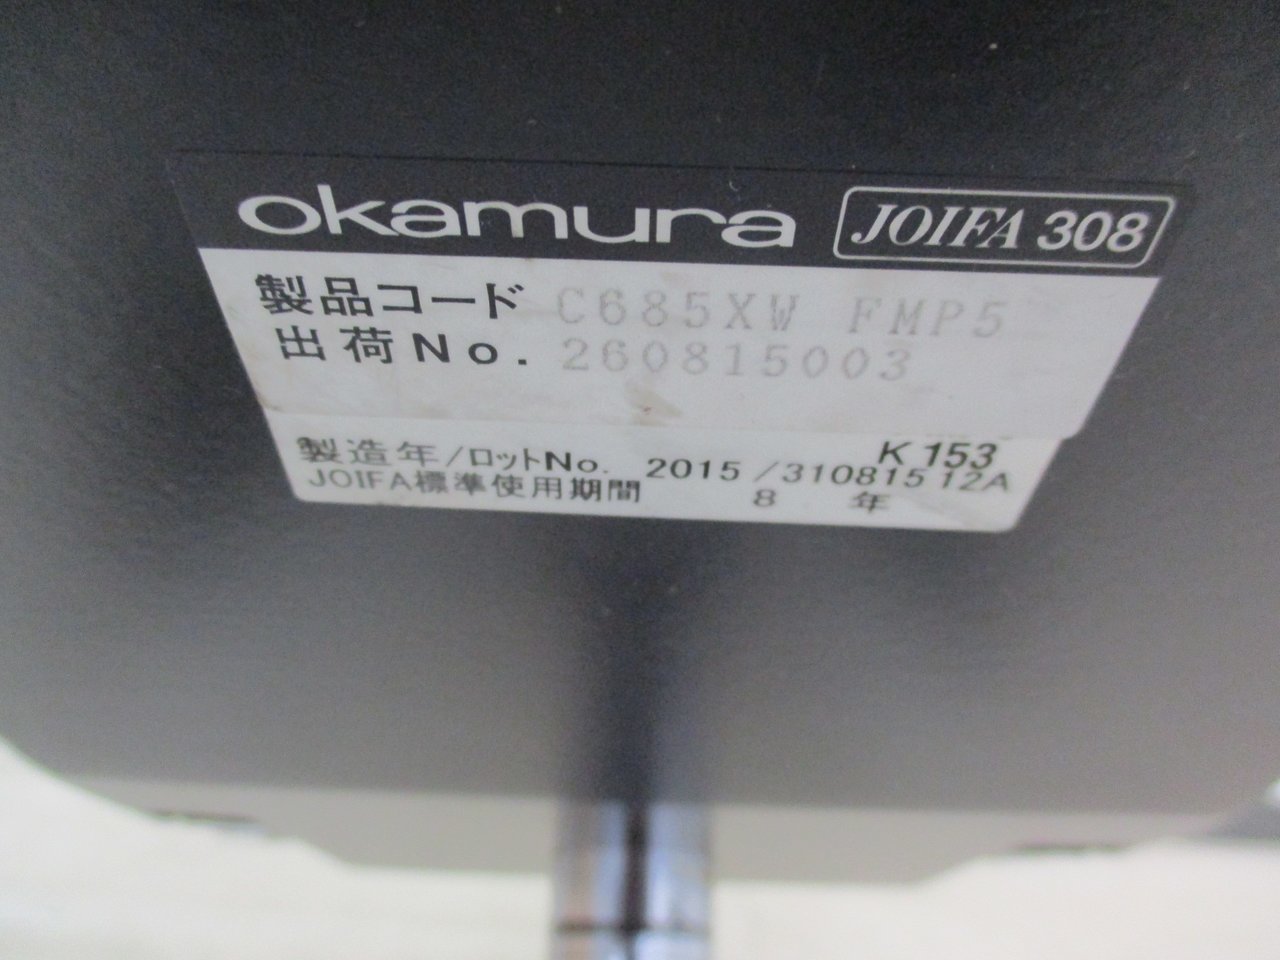 okamura JOIFA 308
製品コード C685XW FMP5
出荷No. 260815003
K 153
製造年/ロットNo. 2015 /310815 12A
JOIFA標準使用期間 8 年